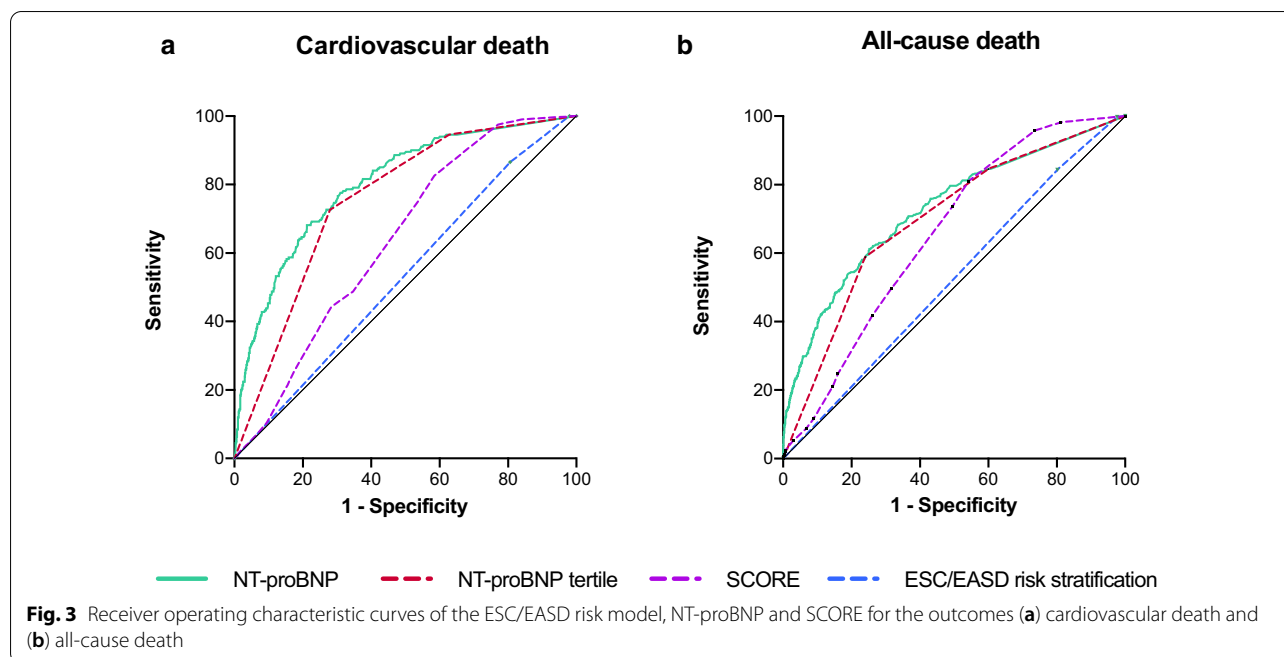 a Cardiovascular death
b All-cause death
100
80
60
40
20
0
Sensitivity
0 20 40 60 80 100
1 - Specificity
100
80
60
40
20
0
Sensitivity
0 20 40 60 80 100
1 - Specificity
NT-proBNP NT-proBNP tertile SCORE ESC/EASD risk stratification
Fig. 3 Receiver operating characteristic curves of the ESC/EASD risk model, NT-proBNP and SCORE for the outcomes (a) cardiovascular death and
(b) all-cause death